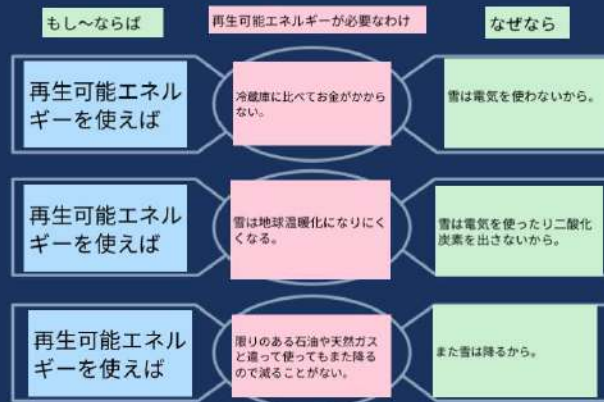 もし～ならば
再生可能エネルギーが必要なわけ
なぜなら
再生可能エネル
ギーを使えば
冷蔵庫に比べてお金がかから
ない。
雪は電気を使わないから。
再生可能エネル
ギーを使えば
雪は地球温暖化になりにく
くなる。
雪は電気を使ったり二酸化
炭素を出さないから。
再生可能エネル
ギーを使えば
限りのある石油や天然ガス
と違って使ってもまた降る
ので減ることがない。
また雪は降るから。